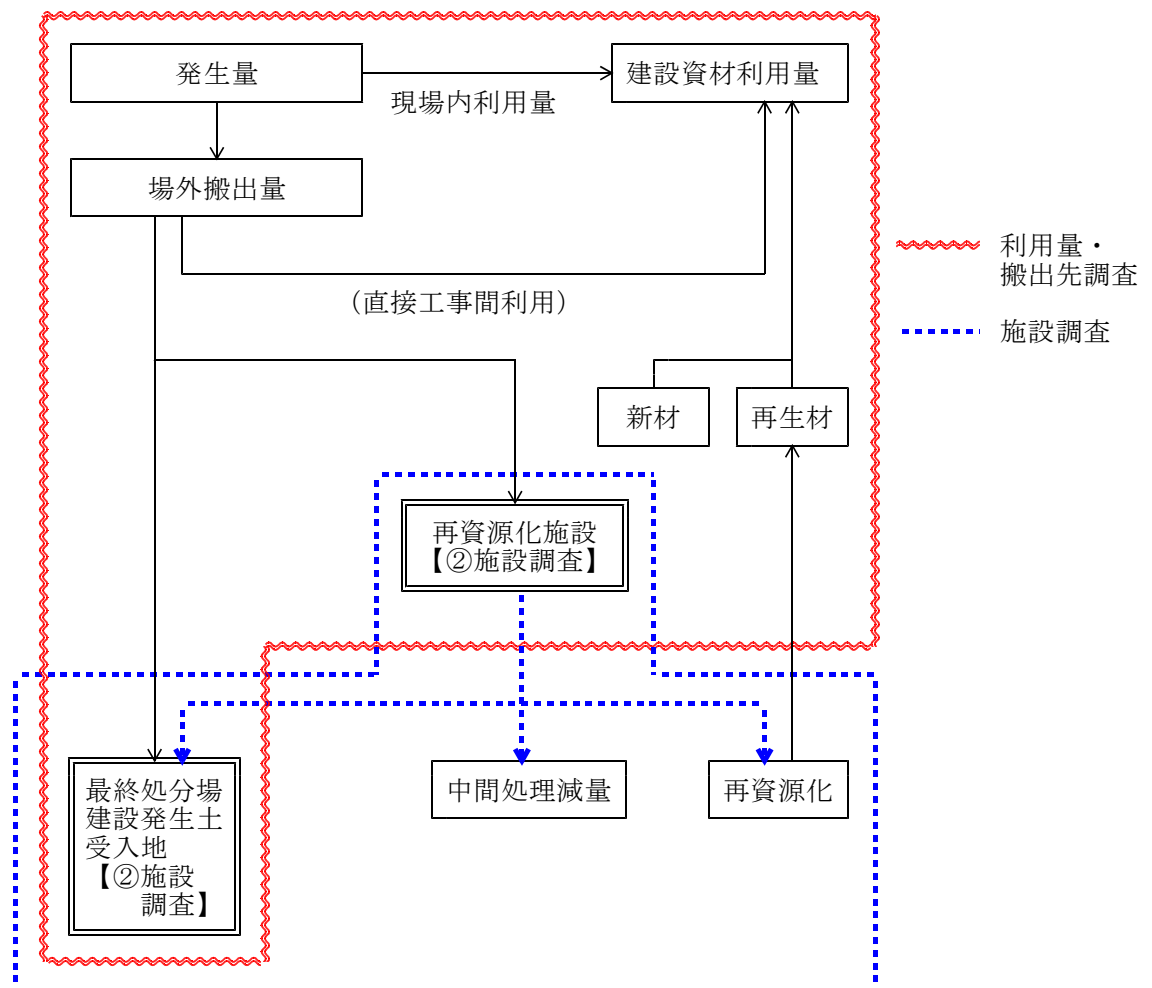 発生量
建設資材利用量
現場内利用量
場外搬出量
利用量・
搬出先調査
(直接工事間利用)
施設調査
新材
再生材
再資源化施設
【②施設調査】
最終処分場
建設発生土
受入地
【②施設
調査】
中間処理減量
再資源化